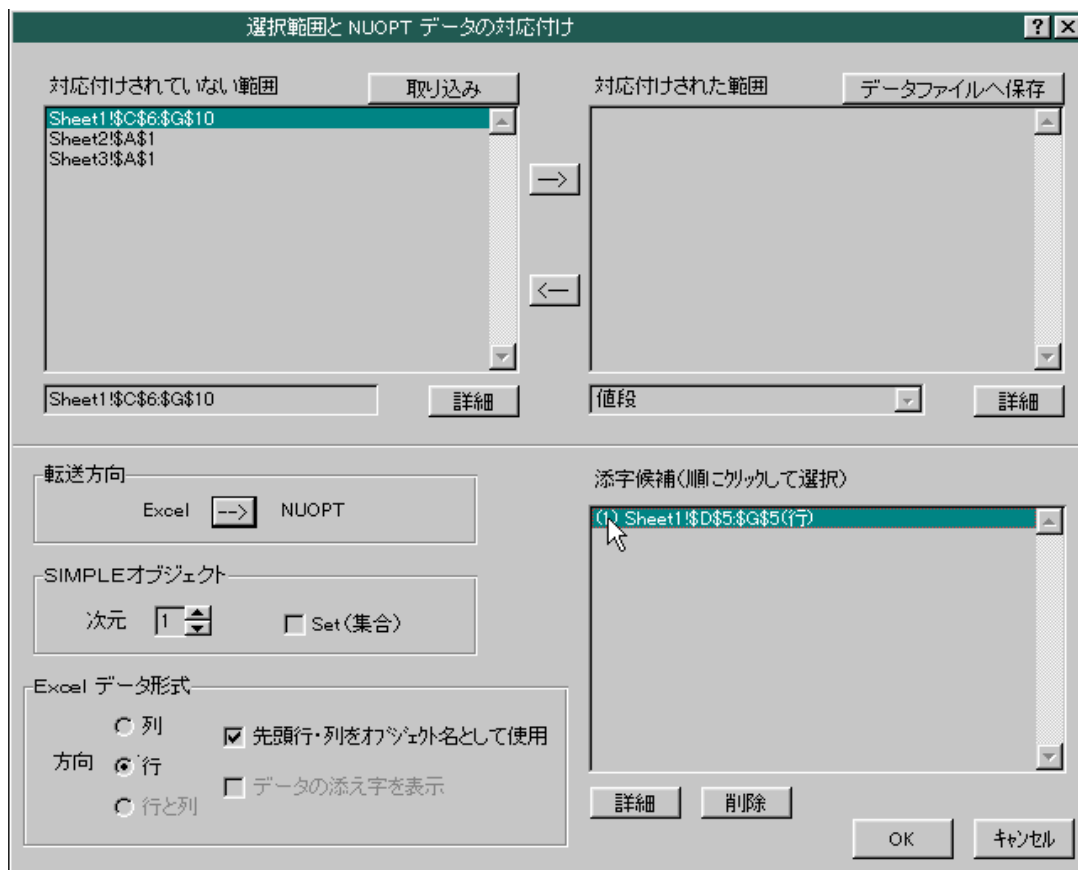 選択範囲と NUOPT データの対応付け
対応付けされていない範囲
取り込み
対応付けされた範囲
データファイルへ保存
Sheet1!$C$6:$G$10
Sheet2!$A$1
Sheet3!$A$1
-->
<--
Sheet1!$C$6:$G$10
詳細
値段
詳細
転送方向
Excel --> NUOPT
添字候補(順にクリックして選択)
(1) Sheet1!$D$5:$G$5(行)
SIMPLEオブジェクト
次元 1 Set(集合)
Excel データ形式
方向
列
行
行と列
先頭行・列をオブジェクト名として使用
データの添え字を表示
詳細
削除
OK
キャンセル